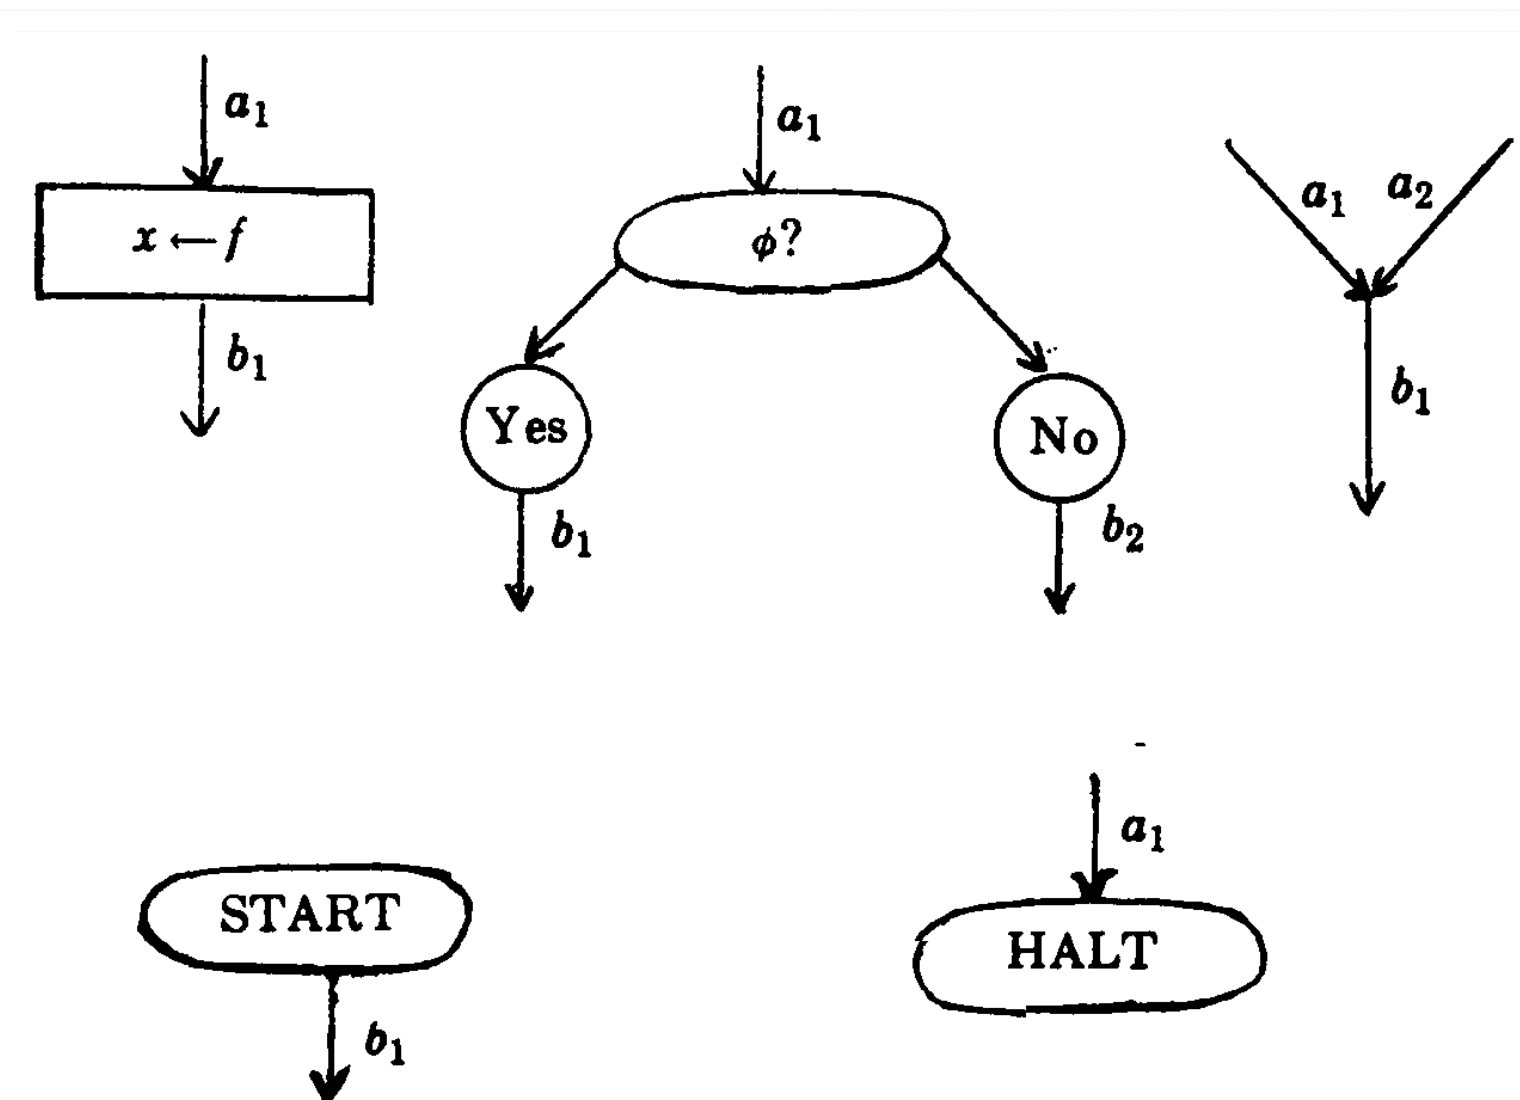 a₁
x ← f
b₁
a₁
φ?
Yes
No
b₁
b₂
a₁ a₂
b₁
START
b₁
a₁
HALT